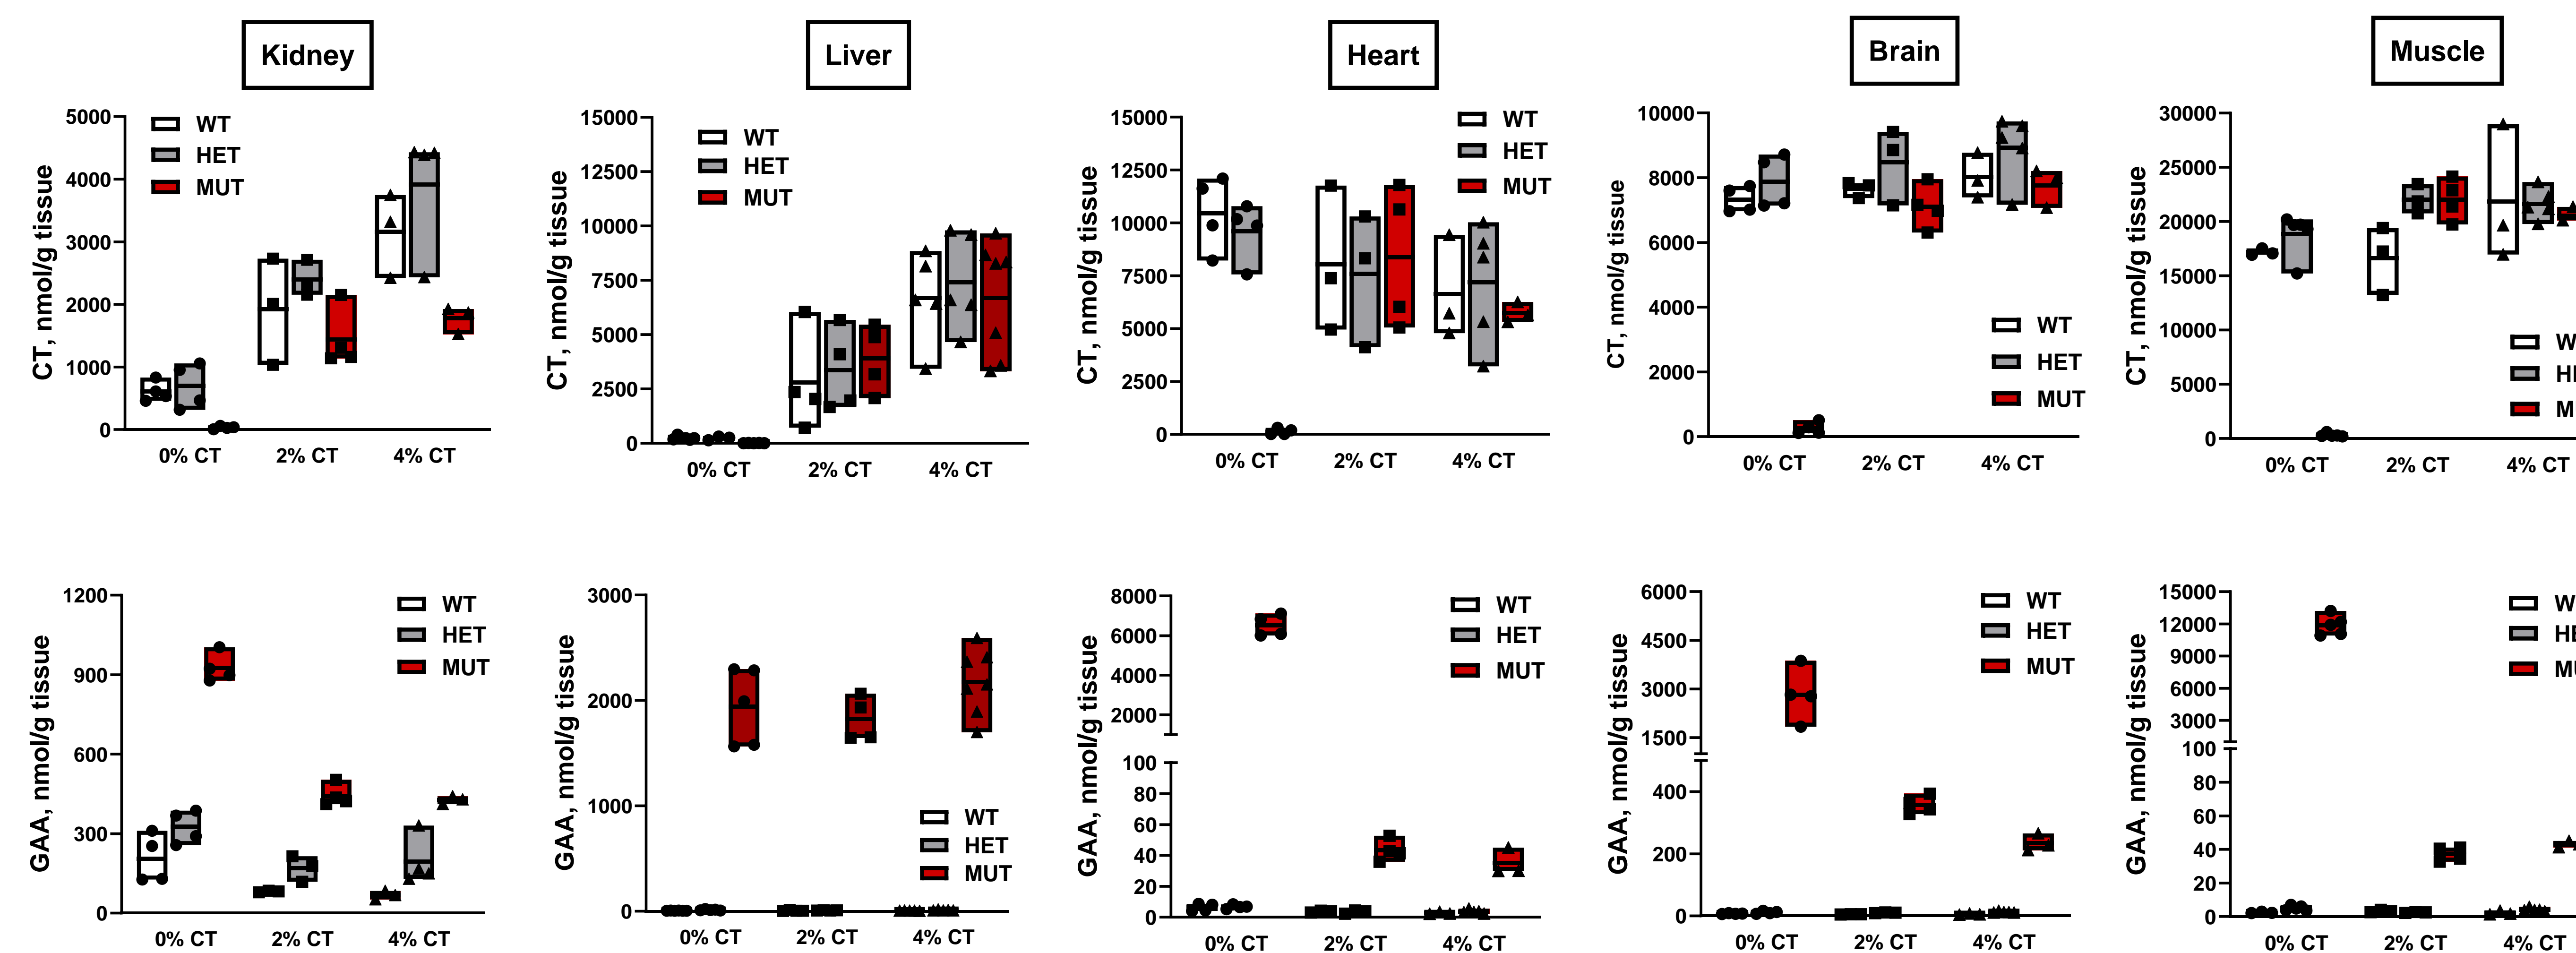 Kidney
Liver
Heart
Brain
Muscle
CT, nmol/g tissue
5000
4000
3000
2000
1000
0
WT
HET
MUT
0% CT
2% CT
4% CT
CT, nmol/g tissue
15000
12500
10000
7500
5000
2500
0
WT
HET
MUT
0% CT
2% CT
4% CT
CT, nmol/g tissue
15000
12500
10000
7500
5000
2500
0
WT
HET
MUT
0% CT
2% CT
4% CT
CT, nmol/g tissue
10000
8000
6000
4000
2000
0
WT
HET
MUT
0% CT
2% CT
4% CT
CT, nmol/g tissue
30000
25000
20000
15000
10000
5000
0
0% CT
2% CT
4% CT
GAA, nmol/g tissue
1200
900
600
300
0
WT
HET
MUT
0% CT
2% CT
4% CT
GAA, nmol/g tissue
3000
2000
1000
0
WT
HET
MUT
0% CT
2% CT
4% CT
GAA, nmol/g tissue
8000
6000
4000
2000
100
80
60
40
20
0
WT
HET
MUT
0% CT
2% CT
4% CT
GAA, nmol/g tissue
6000
4500
3000
1500
400
200
0
WT
HET
MUT
0% CT
2% CT
4% CT
GAA, nmol/g tissue
15000
12000
9000
6000
3000
100
80
60
40
20
0
0% CT
2% CT
4% CT